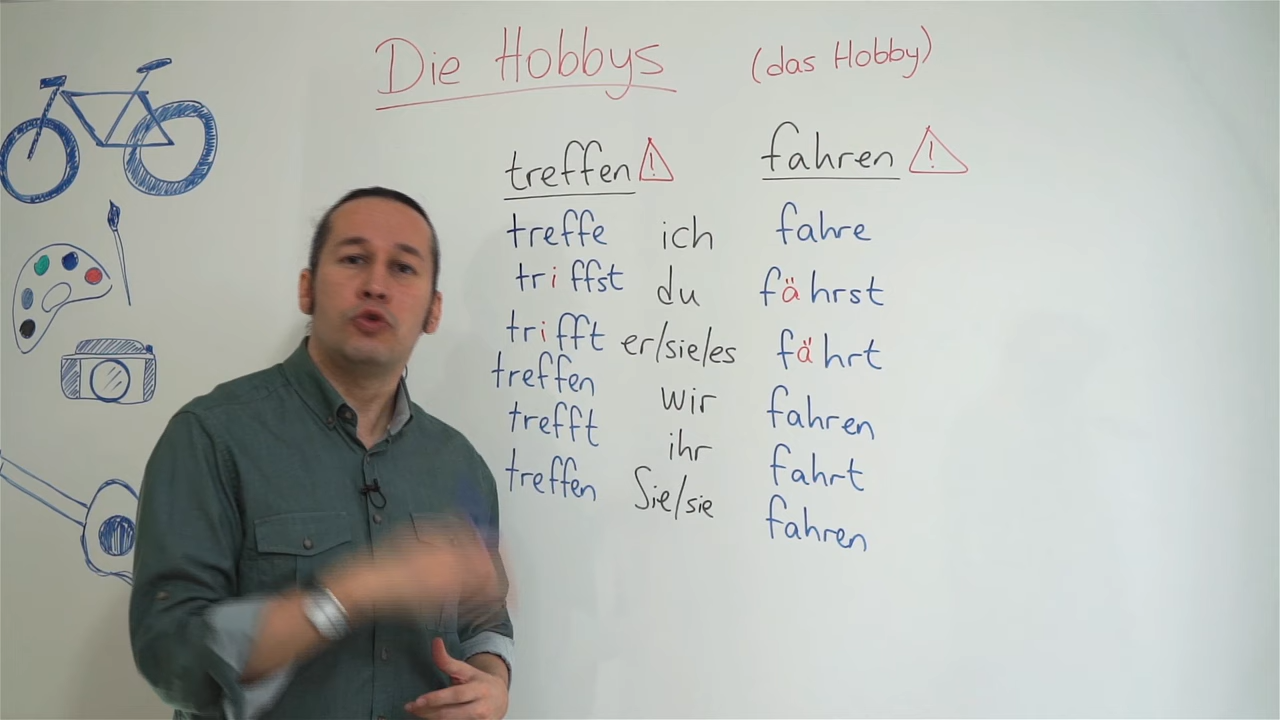 Die Hobbys (das Hobby)
treffen ! fahren !
treffe ich fahre
triffst du fährst
trifft er/sie/es fährt
treffen wir fahren
trefft ihr fahrt
treffen Sie/sie fahren